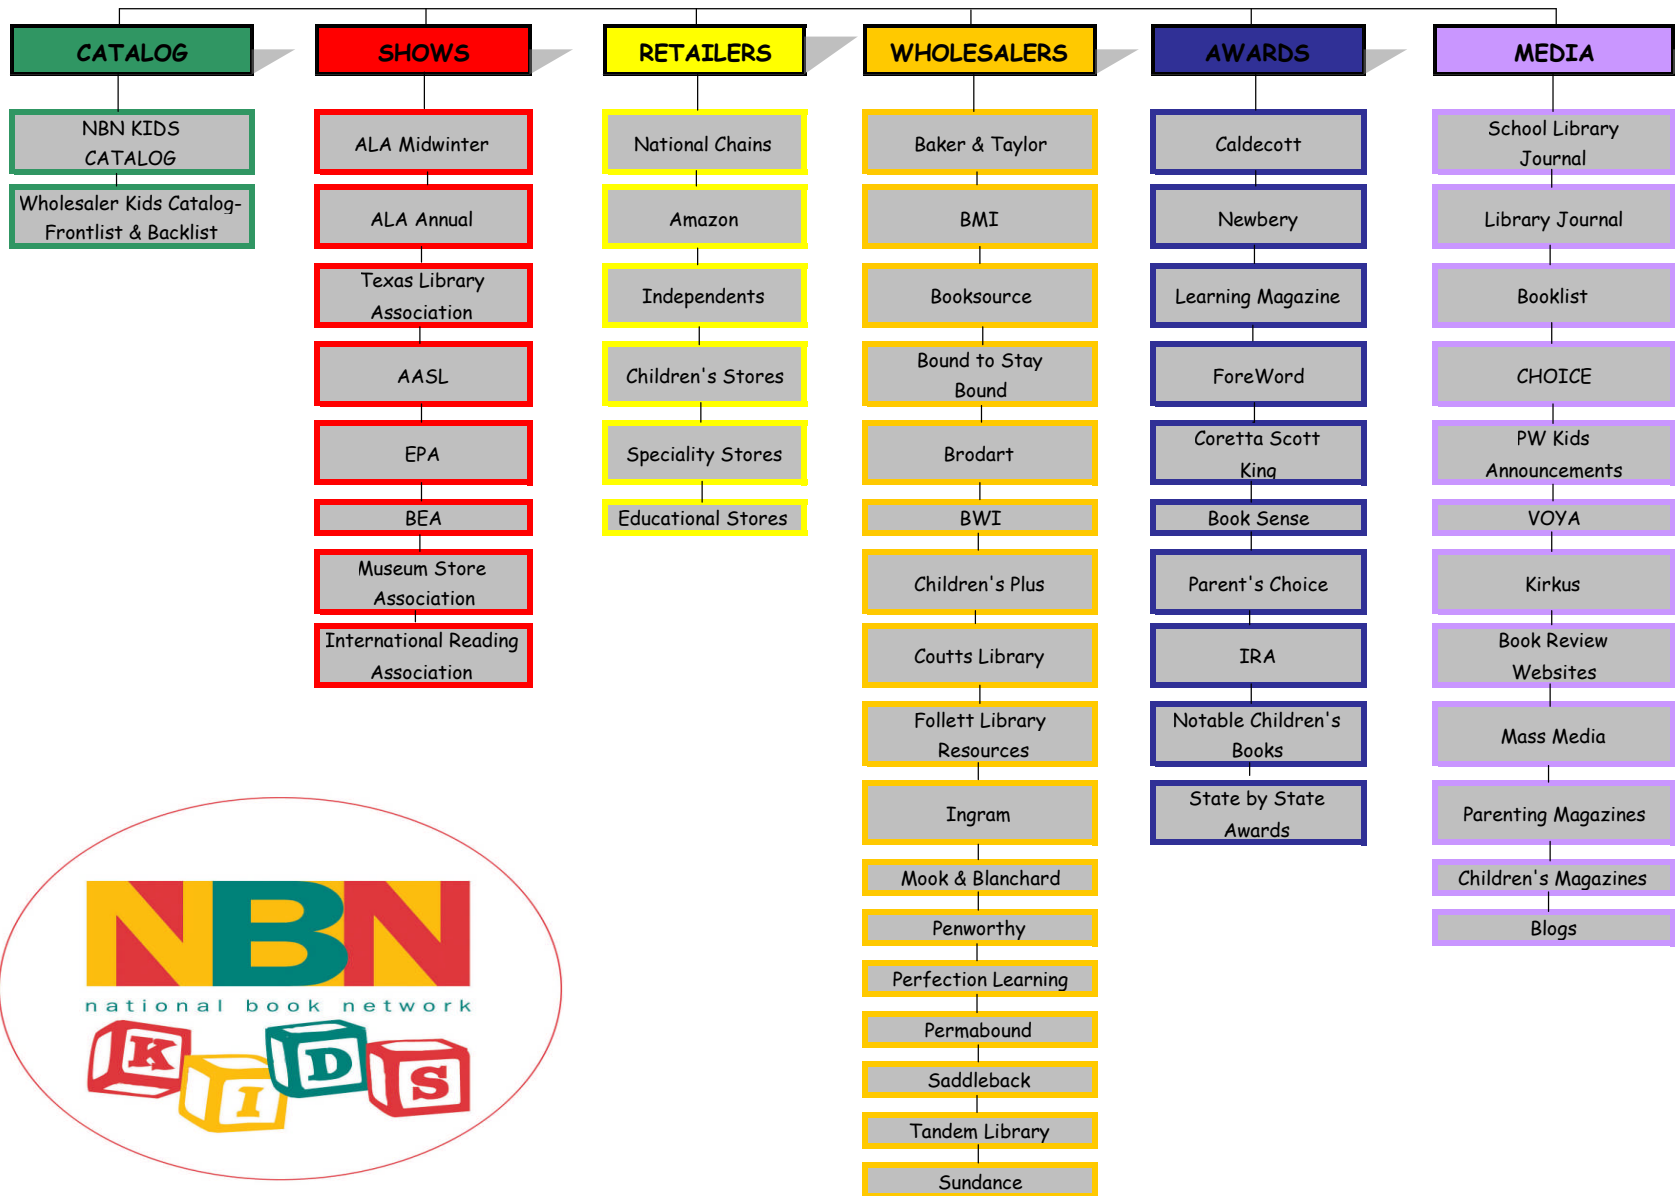 CATALOG
NBN KIDS
CATALOG
Wholesaler Kids Catalog-
Frontlist & Backlist
SHOWS
ALA Midwinter
ALA Annual
Texas Library
Association
AASL
EPA
BEA
Museum Store
Association
International Reading
Association
RETAILERS
National Chains
Amazon
Independents
Children's Stores
Speciality Stores
Educational Stores
WHOLESALERS
Baker & Taylor
BMI
Booksource
Bound to Stay
Bound
Brodart
BWI
Children's Plus
Coutts Library
Follett Library
Resources
Ingram
Mook & Blanchard
Penworthy
Perfection Learning
Permabound
Saddleback
Tandem Library
Sundance
AWARDS
Caldecott
Newbery
Learning Magazine
ForeWord
Coretta Scott
King
Book Sense
Parent's Choice
IRA
Notable Children's
Books
State by State
Awards
MEDIA
School Library
Journal
Library Journal
Booklist
CHOICE
PW Kids
Announcements
VOYA
Kirkus
Book Review
Websites
Mass Media
Parenting Magazines
Children's Magazines
Blogs
NBN
national book network
KIDS